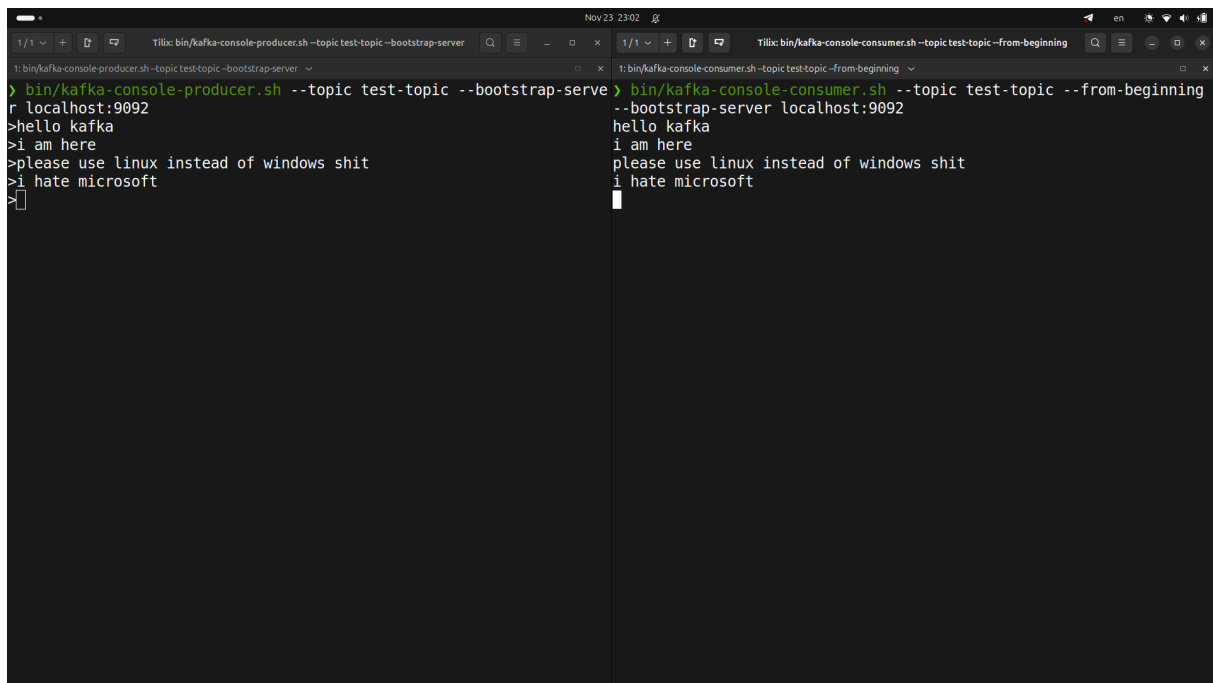 Nov 23 23:02
en
1/1
Tilix: bin/kafka-console-producer.sh --topic test-topic --bootstrap-server
1: bin/kafka-console-producer.sh --topic test-topic --bootstrap-server
❯ bin/kafka-console-producer.sh --topic test-topic --bootstrap-serve
r localhost:9092
>hello kafka
>i am here
>please use linux instead of windows shit
>i hate microsoft
>
1/1
Tilix: bin/kafka-console-consumer.sh --topic test-topic --from-beginning
1: bin/kafka-console-consumer.sh --topic test-topic --from-beginning
❯ bin/kafka-console-consumer.sh --topic test-topic --from-beginning
--bootstrap-server localhost:9092
hello kafka
i am here
please use linux instead of windows shit
i hate microsoft